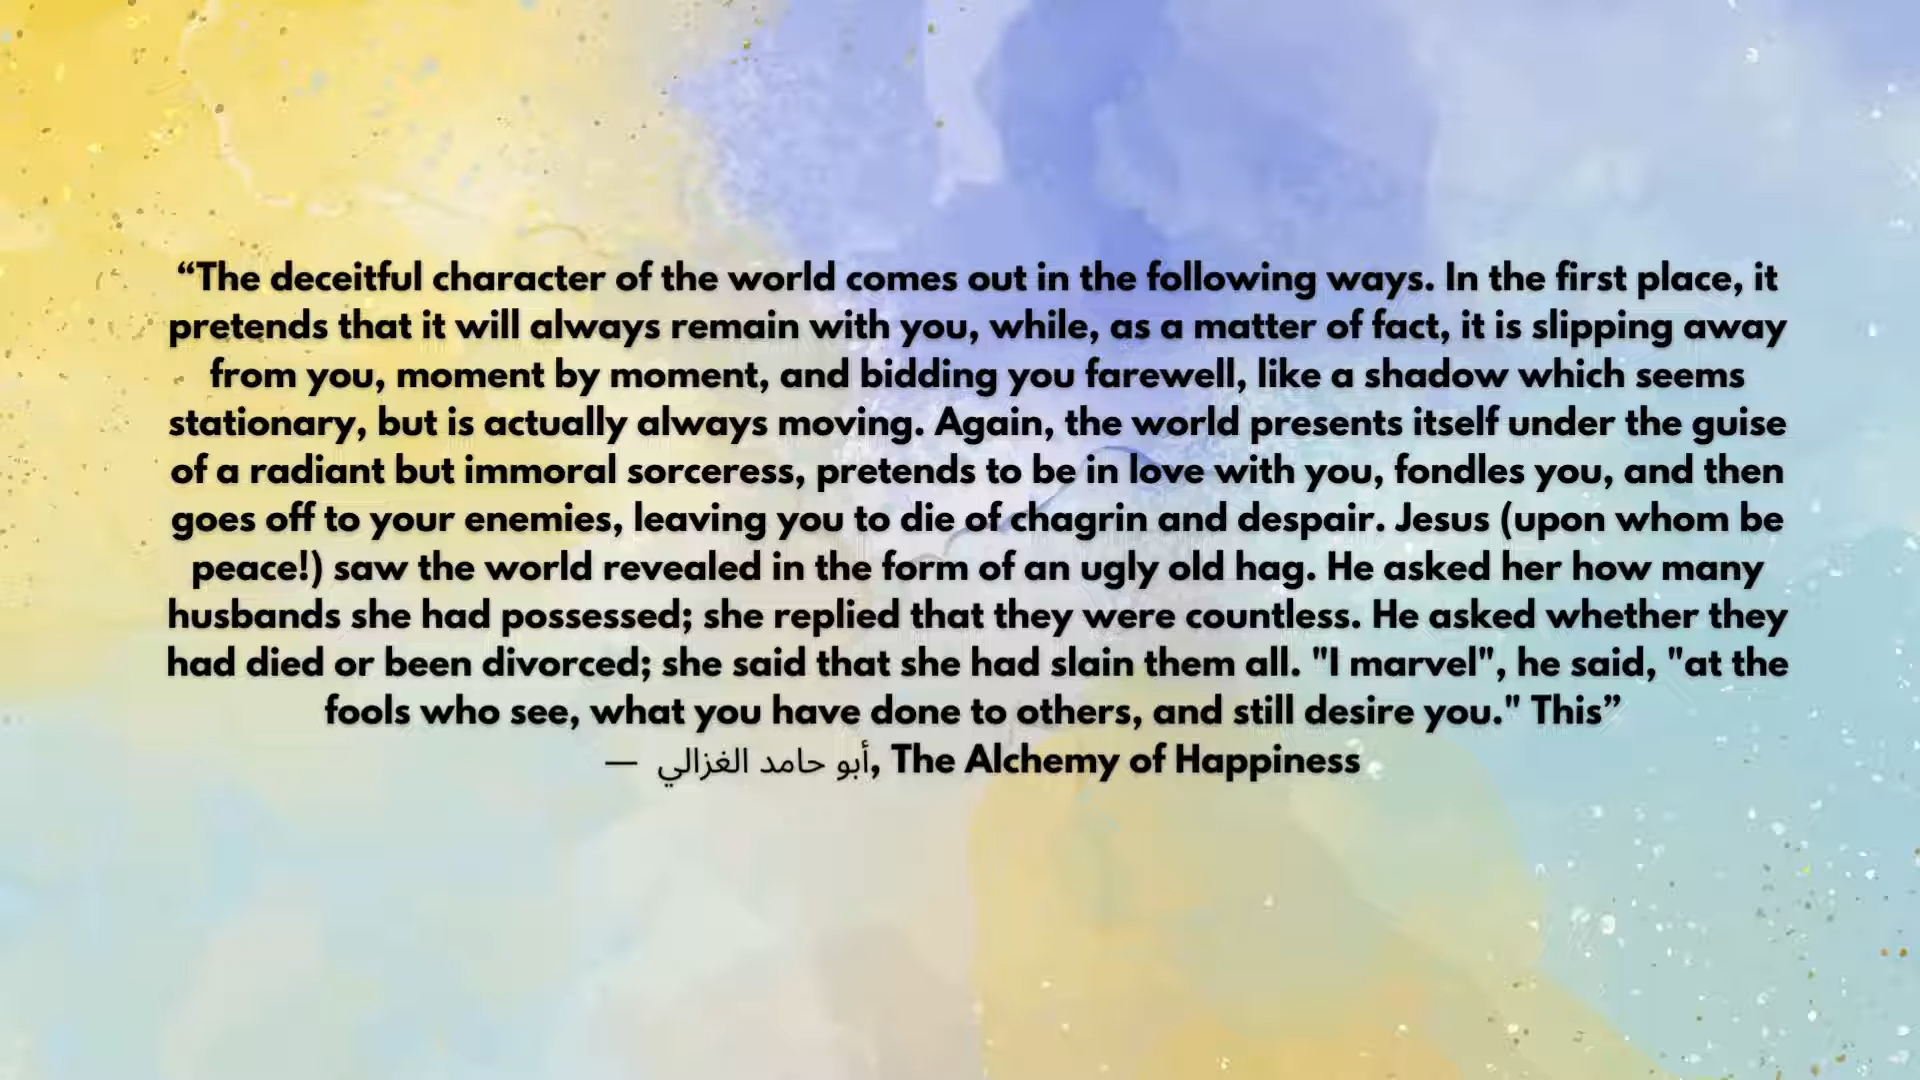 “The deceitful character of the world comes out in the following ways. In the first place, it
pretends that it will always remain with you, while, as a matter of fact, it is slipping away
from you, moment by moment, and bidding you farewell, like a shadow which seems
stationary, but is actually always moving. Again, the world presents itself under the guise
of a radiant but immoral sorceress, pretends to be in love with you, fondles you, and then
goes off to your enemies, leaving you to die of chagrin and despair. Jesus (upon whom be
peace!) saw the world revealed in the form of an ugly old hag. He asked her how many
husbands she had possessed; she replied that they were countless. He asked whether they
had died or been divorced; she said that she had slain them all. "I marvel", he said, "at the
fools who see, what you have done to others, and still desire you." This”
— أبو حامد الغزالي, The Alchemy of Happiness